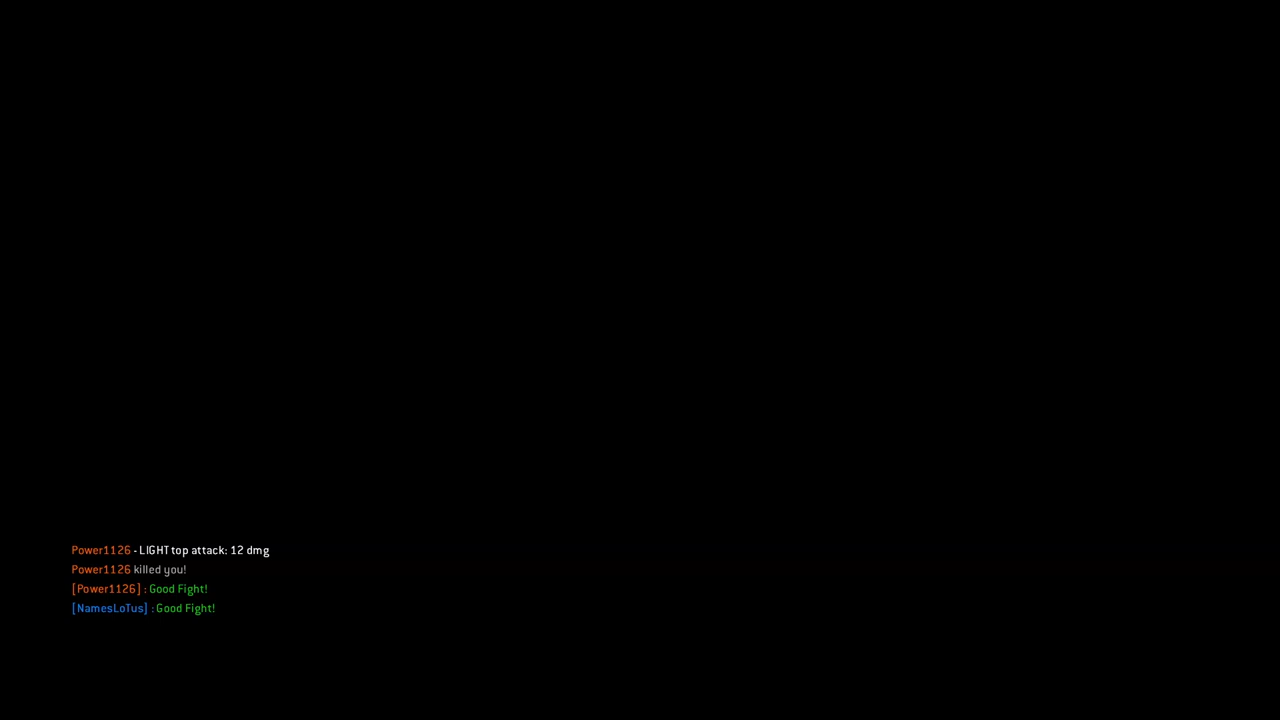 Power1126 - LIGHT top attack: 12 dmg
Power1126 killed you!
[Power1126] : Good Fight!
[NamesLoTus] : Good Fight!